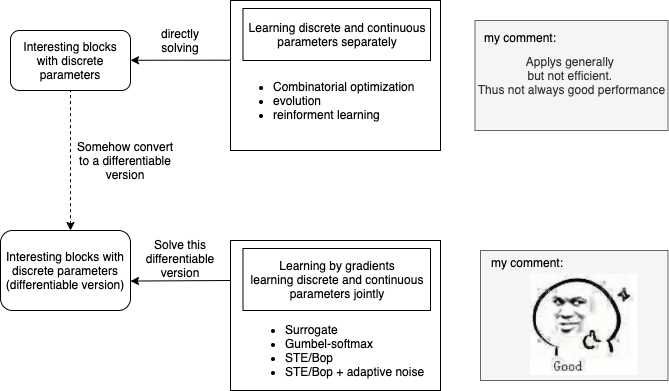 directly
solving
Interesting blocks
with discrete
parameters
Learning discrete and continuous
parameters separately
• Combinatorial optimization
• evolution
• reinforment learning
my comment:
Applys generally
but not efficient.
Thus not always good performance
Somehow convert
to a differentiable
version
Interesting blocks with
discrete parameters
(differentiable version)
Solve this
differentiable
version
Learning by gradients
learning discrete and continuous
parameters jointly
• Surrogate
• Gumbel-softmax
• STE/Bop
• STE/Bop + adaptive noise
my comment:
Good